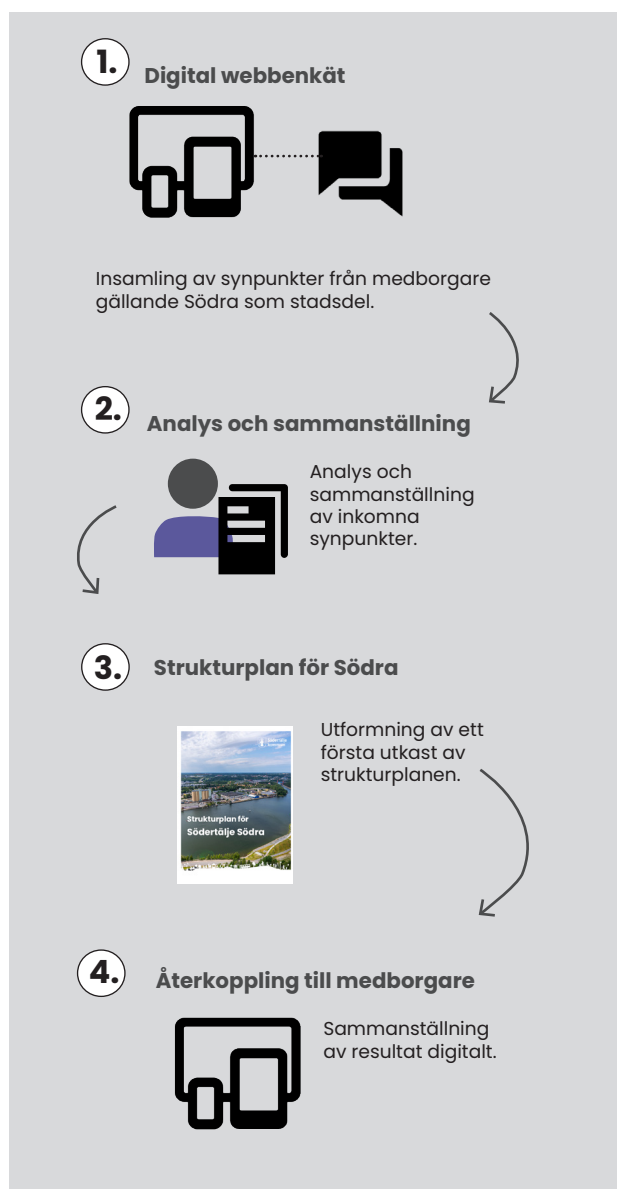 1.
Digital webbenkät
Insamling av synpunkter från medborgare
gällande Södra som stadsdel.
2.
Analys och sammanställning
Analys och
sammanställning
av inkomna
synpunkter.
3.
Strukturplan för Södra
Utformning av ett
första utkast av
strukturplanen.
Strukturplan för
Södertälje Södra
4.
Återkoppling till medborgare
Sammanställning
av resultat digitalt.